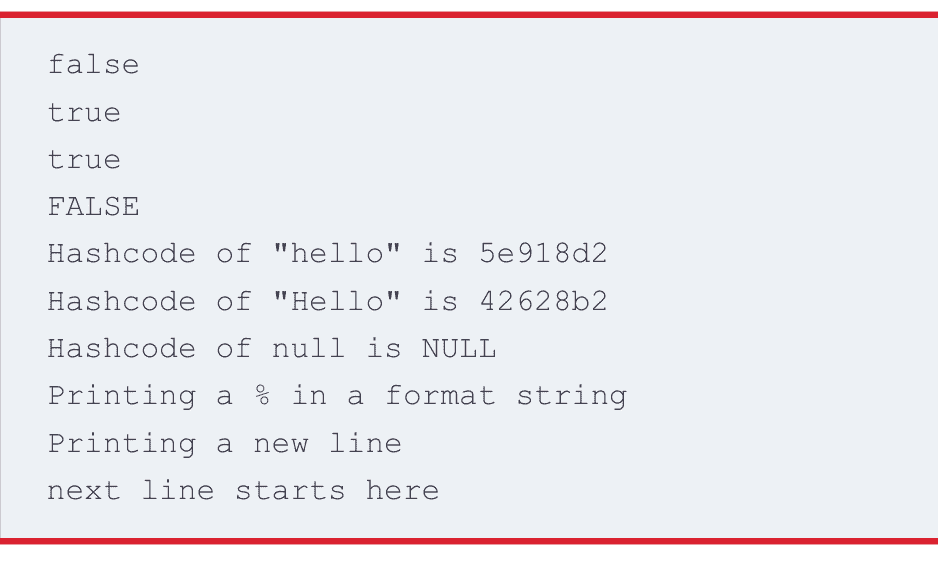 false
true
true
FALSE
Hashcode of "hello" is 5e918d2
Hashcode of "Hello" is 42628b2
Hashcode of null is NULL
Printing a % in a format string
Printing a new line
next line starts here